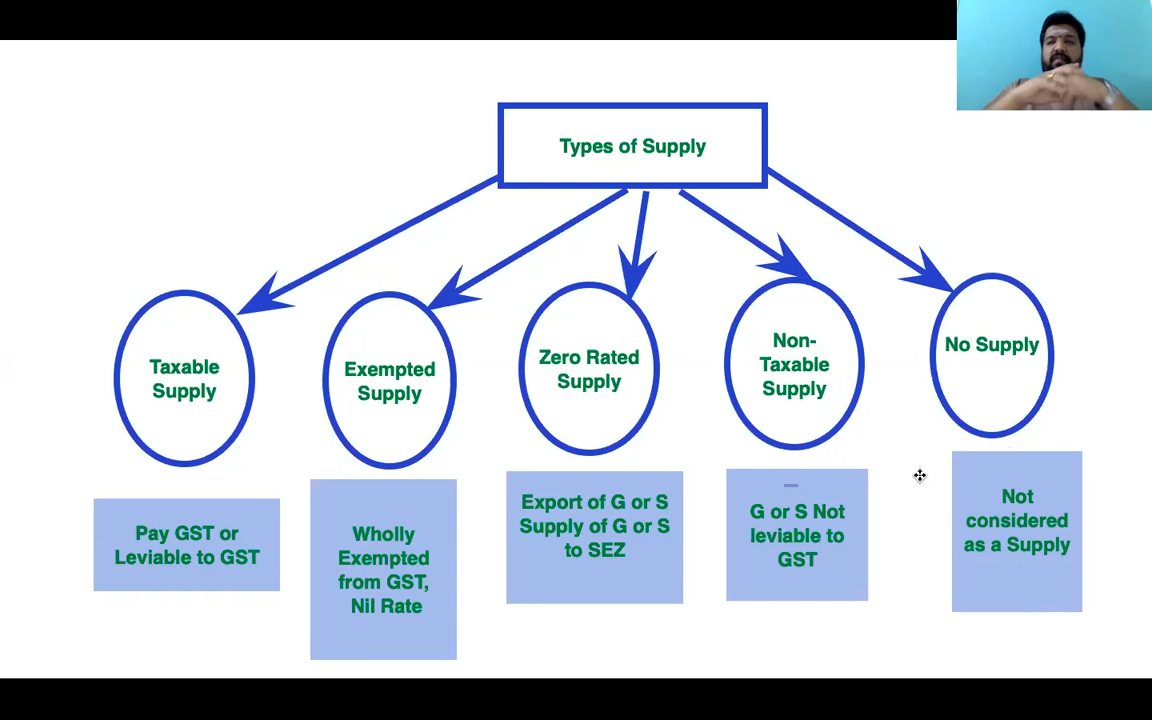 Types of Supply
Taxable
Supply
Exempted
Supply
Zero Rated
Supply
Non-
Taxable
Supply
No Supply
Pay GST or
Leviable to GST
Wholly
Exempted
from GST,
Nil Rate
Export of G or S
Supply of G or S
to SEZ
G or S Not
leviable to
GST
Not
considered
as a Supply